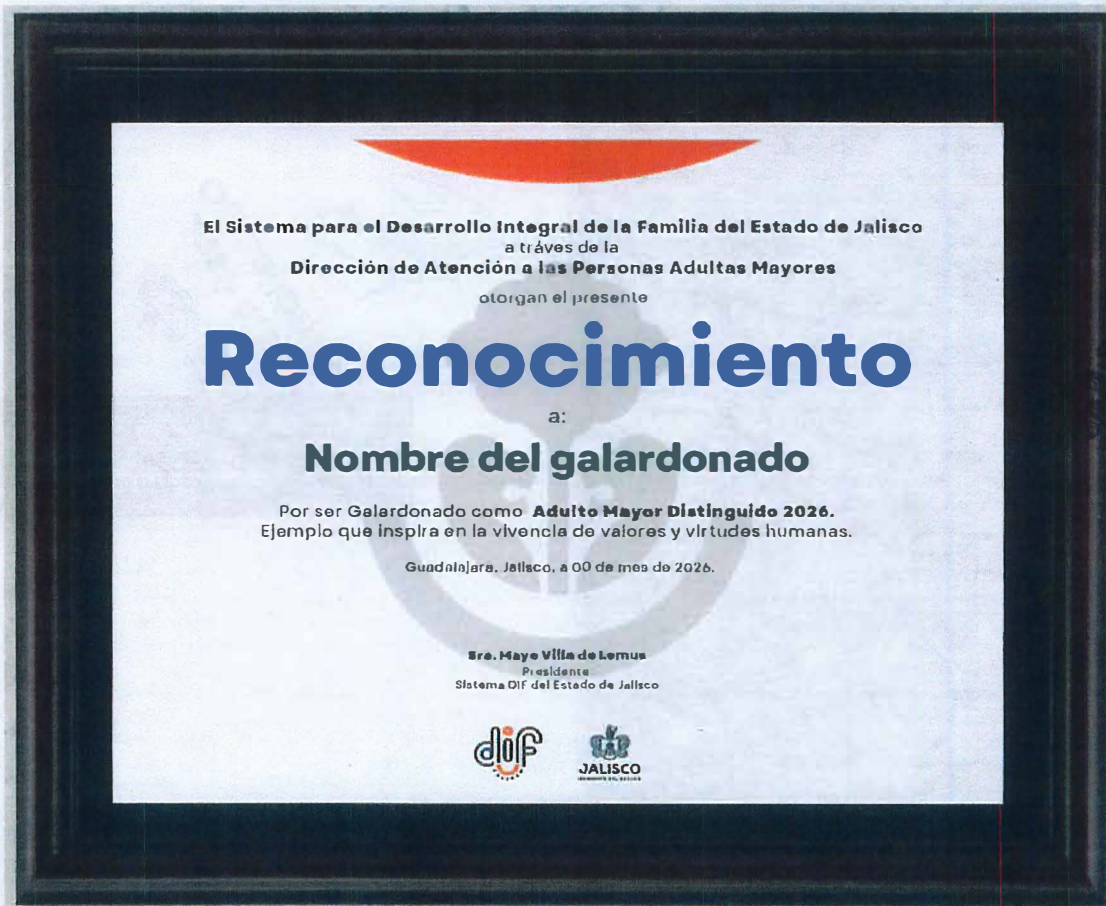 El Sistema para el Desarrollo Integral de la Familia del Estado de Jalisco
a tráves de la
Dirección de Atención a las Personas Adultas Mayores
otorgan el presente
Reconocimiento
a:
Nombre del galardonado
Por ser Galardonado como Adulto Mayor Distinguido 2026.
Ejemplo que inspira en la vivencia de valores y virtudes humanas.
Guadalajara, Jalisco, a 00 de mes de 2026.
Sra. Maye Villa de Lemus
Presidenta
Sistema DIF del Estado de Jalisco
dif
JALISCO